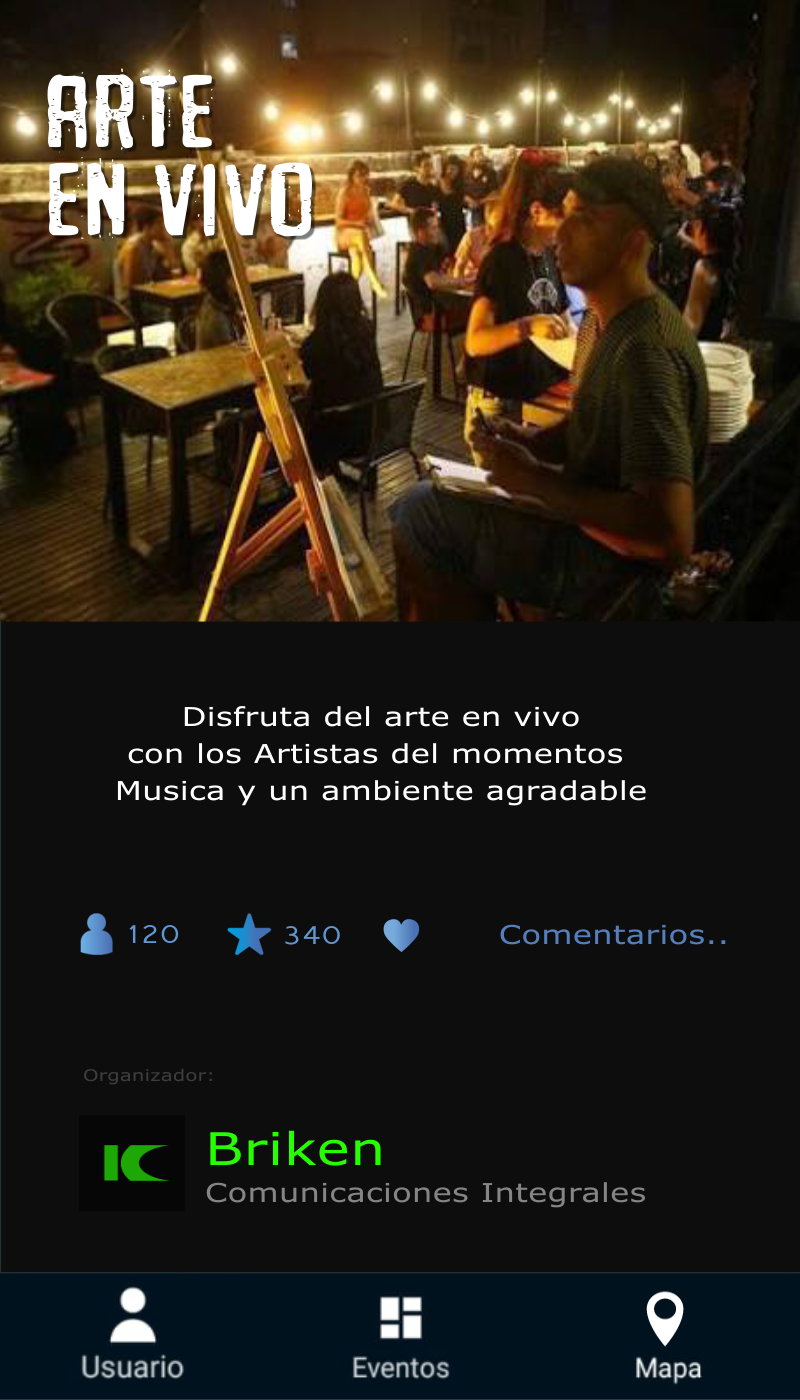 ARTE
EN VIVO
Disfruta del arte en vivo
con los Artistas del momentos
Musica y un ambiente agradable
120 340 Comentarios..
Organizador:
Briken
Comunicaciones Integrales
Usuario Eventos Mapa